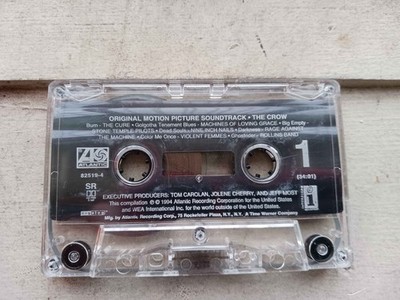 ORIGINAL MOTION PICTURE SOUNDTRACK • THE CROW
Burn - THE CURE • Golgotha Tenement Blues - MACHINES OF LOVING GRACE • Big Empty -
STONE TEMPLE PILOTS • Dead Souls - NINE INCH NAILS • Darkness - RAGE AGAINST
THE MACHINE • Color Me Once - VIOLENT FEMMES • Ghostrider - ROLLINS BAND
ATLANTIC
82519-4
SR
1
(34:01)
EXECUTIVE PRODUCERS: TOM CAROLAN, JOLENE CHERRY, AND JEFF MOST
This compilation ℗ © 1994 Atlantic Recording Corporation for the United States
and WEA International Inc. for the world outside of the United States.
Mfg. by Atlantic Recording Corp., 75 Rockefeller Plaza, N.Y., N.Y. A Time Warner Company